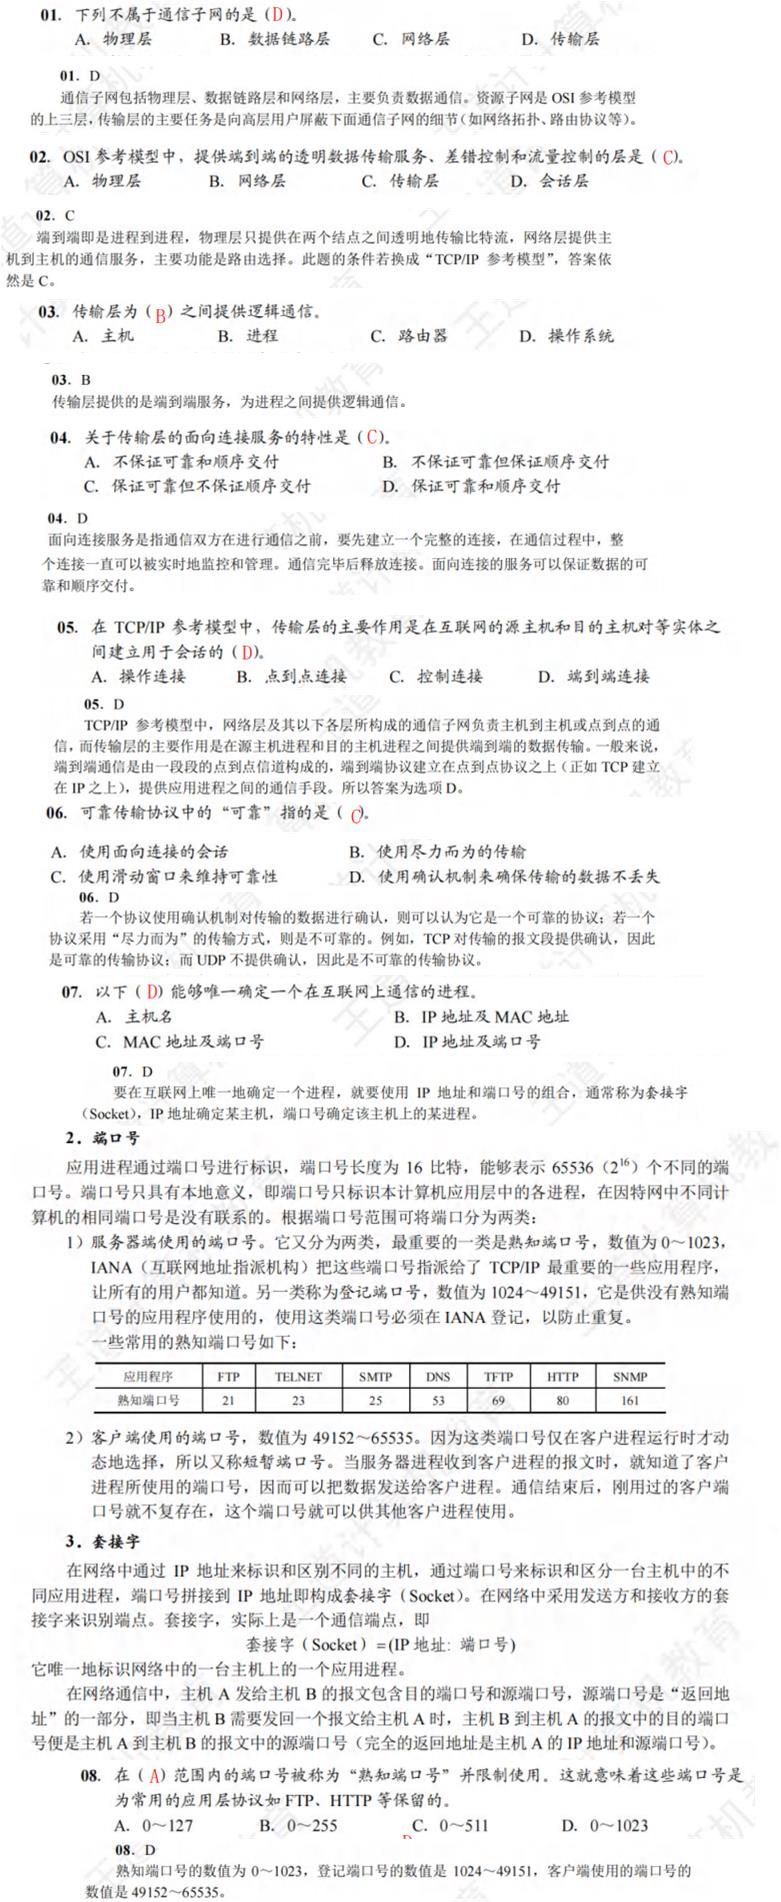 01. 下列不属于通信子网的是(D)。
A. 物理层 B. 数据链路层 C. 网络层 D. 传输层
01. D
通信子网包括物理层、数据链路层和网络层，主要负责数据通信。资源子网是 OSI 参考模型
的上三层，传输层的主要任务是向高层用户屏蔽下面通信子网的细节（如网络拓扑、路由协议等）。
02. OSI 参考模型中，提供端到端的透明数据传输服务、差错控制和流量控制的层是(C)。
A. 物理层 B. 网络层 C. 传输层 D. 会话层
02. C
端到端即是进程到进程，物理层只提供在两个结点之间透明地传输比特流，网络层提供主
机到主机的通信服务，主要功能是路由选择。此题的条件若换成“TCP/IP 参考模型”，答案依
然是 C。
03. 传输层为(B)之间提供逻辑通信。
A. 主机 B. 进程 C. 路由器 D. 操作系统
03. B
传输层提供的是端到端服务，为进程之间提供逻辑通信。
04. 关于传输层的面向连接服务的特性是(C)。
A. 不保证可靠和顺序交付 B. 不保证可靠但保证顺序交付
C. 保证可靠但不保证顺序交付 D. 保证可靠和顺序交付
04. D
面向连接服务是指通信双方在进行通信之前，要先建立一个完整的连接，在通信过程中，整
个连接一直可以被实时地监控和管理。通信完毕后释放连接。面向连接的服务可以保证数据的可
靠和顺序交付。
05. 在 TCP/IP 参考模型中，传输层的主要作用是在互联网的源主机和目的主机对等实体之
间建立用于会话的(D)。
A. 操作连接 B. 点到点连接 C. 控制连接 D. 端到端连接
05. D
TCP/IP 参考模型中，网络层及其以下各层所构成的通信子网负责主机到主机或点到点的通
信，而传输层的主要作用是在源主机进程和目的主机进程之间提供端到端的数据传输。一般来说，
端到端通信是由一段段的点到点信道构成的，端到端协议建立在点到点协议之上（正如 TCP 建立
在 IP 之上），提供应用进程之间的通信手段。所以答案为选项 D。
06. 可靠传输协议中的“可靠”指的是(C)。
A. 使用面向连接的会话 B. 使用尽力而为的传输
C. 使用滑动窗口来维持可靠性 D. 使用确认机制来确保传输的数据不丢失
06. D
若一个协议使用确认机制对传输的数据进行确认，则可以认为它是一个可靠的协议；若一个
协议采用“尽力而为”的传输方式，则是不可靠的。例如，TCP 对传输的报文段提供确认，因此
是可靠的传输协议；而 UDP 不提供确认，因此是不可靠的传输协议。
07. 以下(D)能够唯一确定一个在互联网上通信的进程。
A. 主机名 B. IP 地址及 MAC 地址
C. MAC 地址及端口号 D. IP 地址及端口号
07. D
要在互联网上唯一地确定一个进程，就要使用 IP 地址和端口号的组合，通常称为套接字
（Socket），IP 地址确定某主机，端口号确定该主机上的某进程。
2. 端口号
应用进程通过端口号进行标识，端口号长度为 16 比特，能够表示 65536（2^16）个不同的端
口号。端口号只具有本地意义，即端口号只标识本计算机应用层中的各进程，在因特网中不同计
算机的相同端口号是没有联系的。根据端口号范围可将端口分为两类：
1）服务器端使用的端口号。它又分为两类，最重要的一类是熟知端口号，数值为 0～1023，
IANA（互联网地址指派机构）把这些端口号指派给了 TCP/IP 最重要的一些应用程序，
让所有的用户都知道。另一类称为登记端口号，数值为 1024～49151，它是供没有熟知端
口号的应用程序使用的，使用这类端口号必须在 IANA 登记，以防止重复。
一些常用的熟知端口号如下：
应用程序 FTP TELNET SMTP DNS TFTP HTTP SNMP
熟知端口号 21 23 25 53 69 80 161
2）客户端使用的端口号，数值为 49152～65535。因为这类端口号仅在客户进程运行时才动
态地选择，所以又称短暂端口号。当服务器进程收到客户进程的报文时，就知道了客户
进程所使用的端口号，因而可以把数据发送给客户进程。通信结束后，刚用过的客户端
口号就不复存在，这个端口号就可以供其他客户进程使用。
3. 套接字
在网络中通过 IP 地址来标识和区别不同的主机，通过端口号来标识和区分一台主机中的不
同应用进程，端口号拼接到 IP 地址即构成套接字（Socket）。在网络中采用发送方和接收方的套
接字来识别端点。套接字，实际上是一个通信端点，即
套接字（Socket）=(IP 地址: 端口号)
它唯一地标识网络中的一台主机上的一个应用进程。
在网络通信中，主机 A 发给主机 B 的报文包含目的端口号和源端口号，源端口号是“返回地
址”的一部分，即当主机 B 需要发回一个报文给主机 A 时，主机 B 到主机 A 的报文中的目的端口
号便是主机 A 到主机 B 的报文中的源端口号（完全的返回地址是主机 A 的 IP 地址和源端口号）。
08. 在(A)范围内的端口号被称为“熟知端口号”并限制使用。这就意味着这些端口号是
为常用的应用层协议如 FTP、HTTP 等保留的。
A. 0～127 B. 0～255 C. 0～511 D. 0～1023
08. D
熟知端口号的数值为 0～1023，登记端口号的数值是 1024～49151，客户端使用的端口号的
数值是 49152～65535。